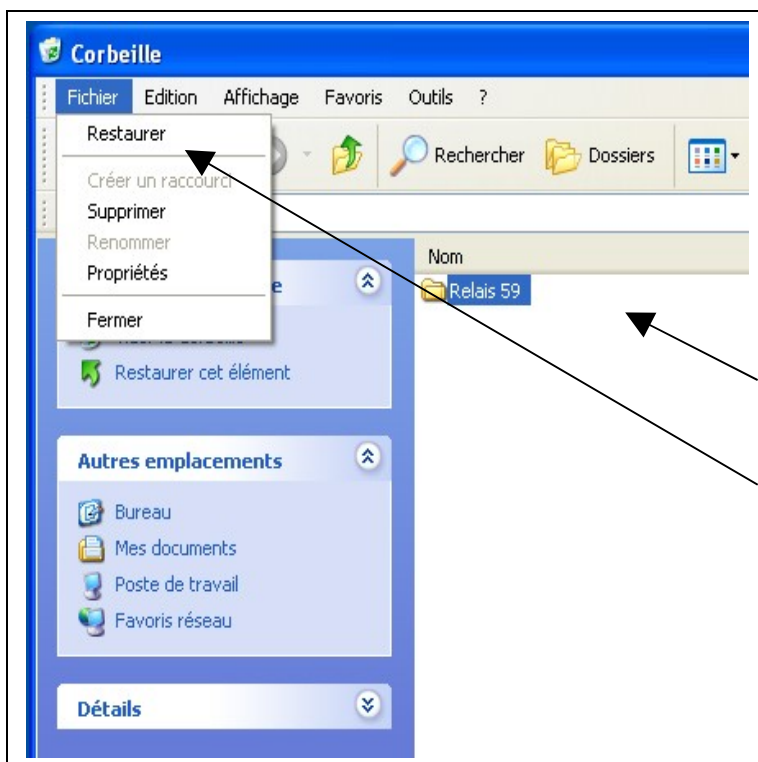 Corbeille
Fichier Edition Affichage Favoris Outils ?
Restaurer
Créer un raccourci
Supprimer
Renommer
Propriétés
Fermer
Rechercher Dossiers
Nom
Relais 59
Restaurer cet élément
Autres emplacements
Bureau
Mes documents
Poste de travail
Favoris réseau
Détails